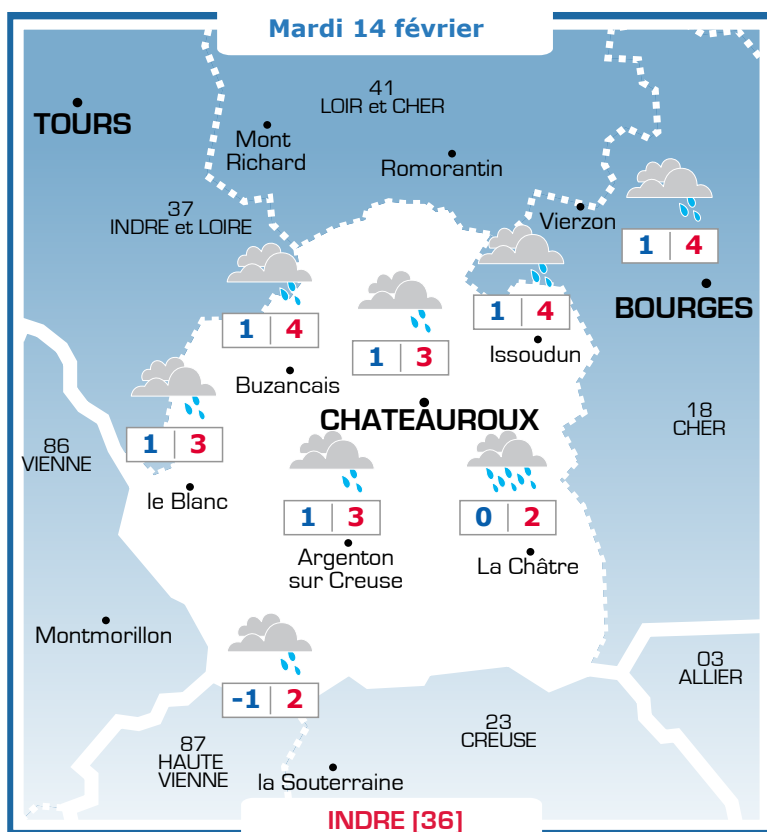 Mardi 14 février
41
LOIR et CHER
TOURS
Mont
Richard
Romorantin
37
INDRE et LOIRE
Vierzon
1 4
BOURGES
1 4
Buzancais
1 3
CHATEAUROUX
1 4
Issoudun
18
CHER
86
VIENNE
1 3
le Blanc
1 3
Argenton
sur Creuse
0 2
La Châtre
Montmorillon
-1 2
03
ALLIER
23
CREUSE
87
HAUTE
VIENNE
la Souterraine
INDRE [36]